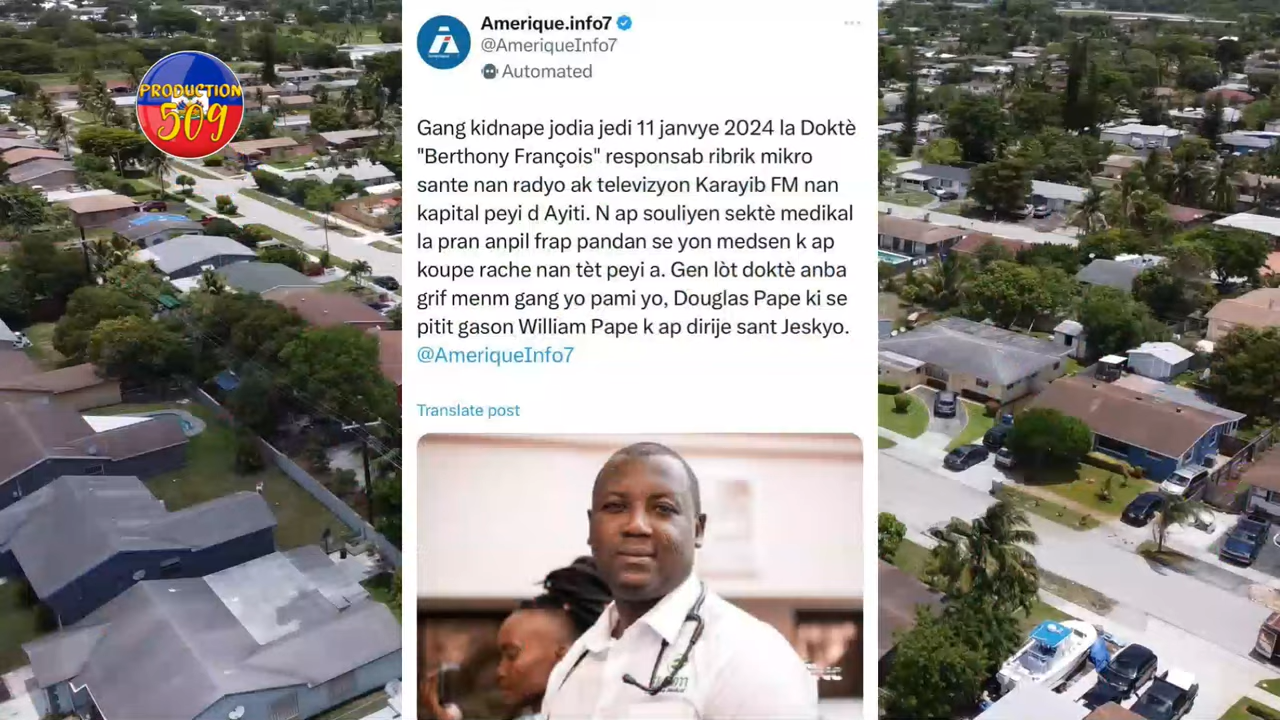 PRODUCTION
509
Amerique.info7
@AmeriqueInfo7
Automated
Gang kidnape jodia jedi 11 janvye 2024 la Doktè
"Berthony François" responsab ribrik mikro
sante nan radyo ak televizyon Karayib FM nan
kapital peyi d Ayiti. N ap souliyen sektè medikal
la pran anpil frap pandan se yon medsen k ap
koupe rache nan tèt peyi a. Gen lòt doktè anba
grif menm gang yo pami yo, Douglas Pape ki se
pitit gason William Pape k ap dirije sant Jeskyo.
@AmeriqueInfo7
Translate post